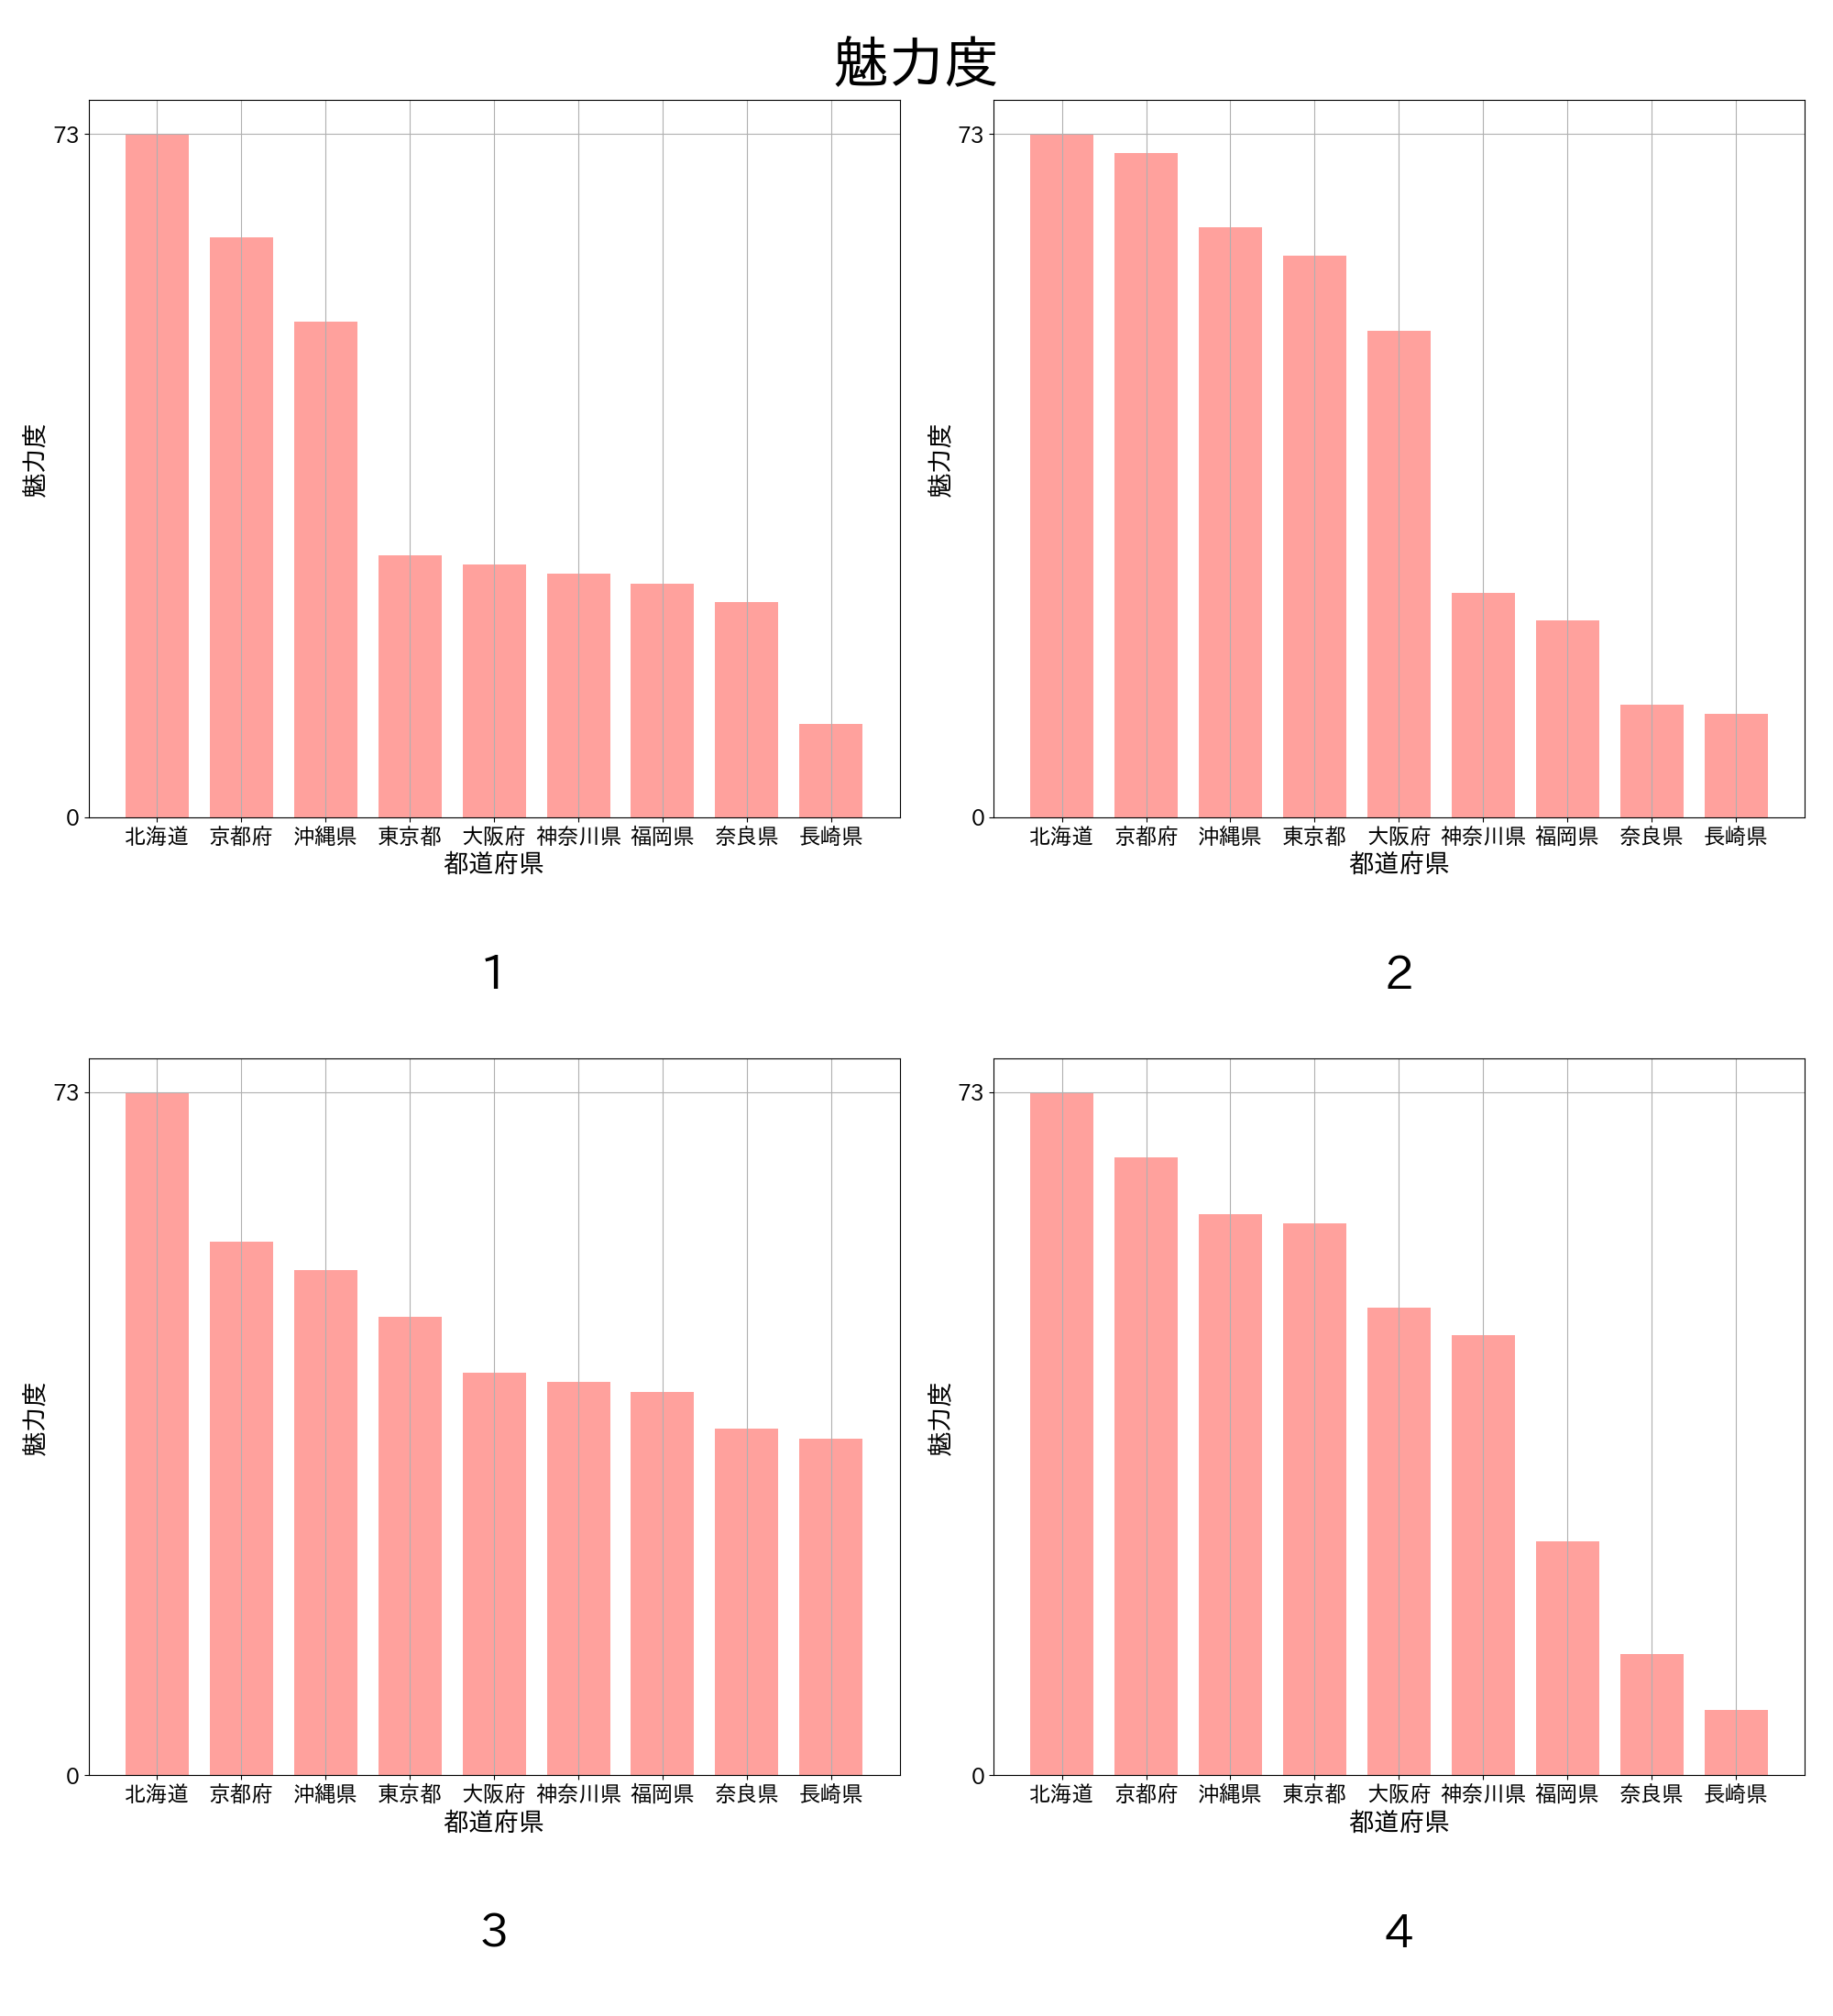 魅力度
73
魅力度
0
北海道 京都府 沖縄県 東京都 大阪府 神奈川県 福岡県 奈良県 長崎県
都道府県
1
73
魅力度
0
北海道 京都府 沖縄県 東京都 大阪府 神奈川県 福岡県 奈良県 長崎県
都道府県
2
73
魅力度
0
北海道 京都府 沖縄県 東京都 大阪府 神奈川県 福岡県 奈良県 長崎県
都道府県
3
73
魅力度
0
北海道 京都府 沖縄県 東京都 大阪府 神奈川県 福岡県 奈良県 長崎県
都道府県
4